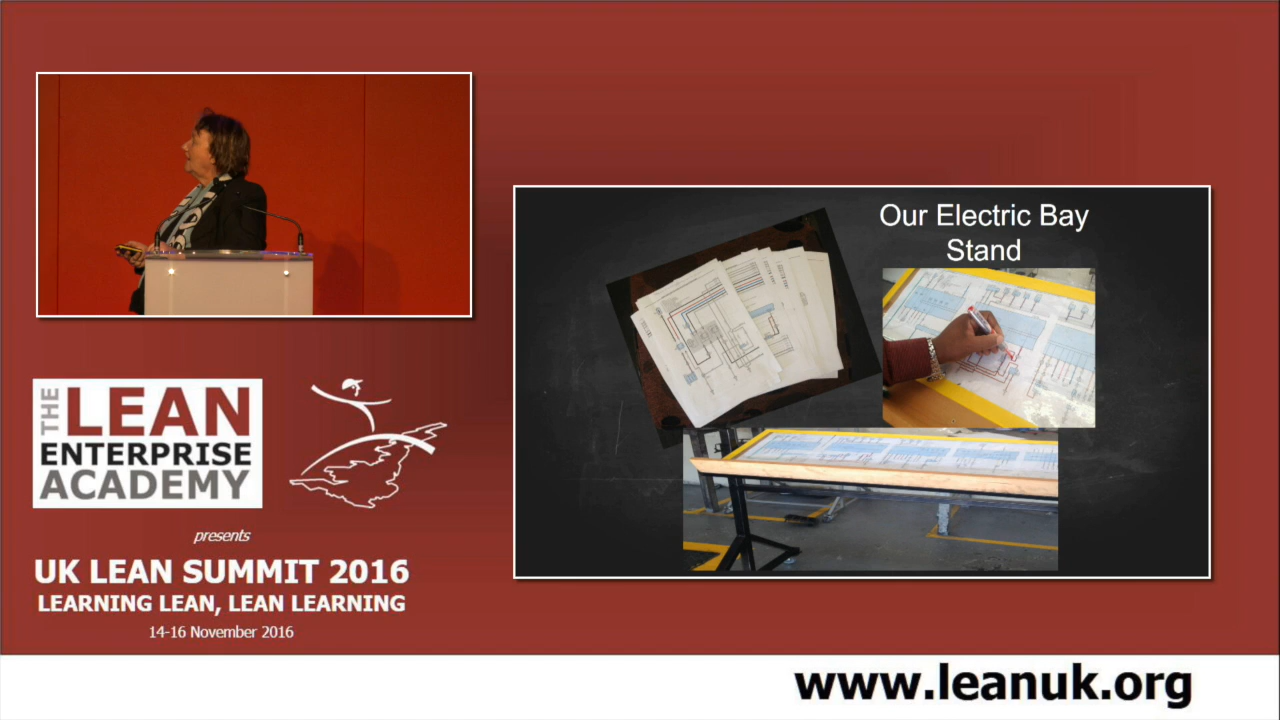 Our Electric Bay
Stand
THE
LEAN
ENTERPRISE
ACADEMY
presents
UK LEAN SUMMIT 2016
LEARNING LEAN, LEAN LEARNING
14-16 November 2016
www.leanuk.org